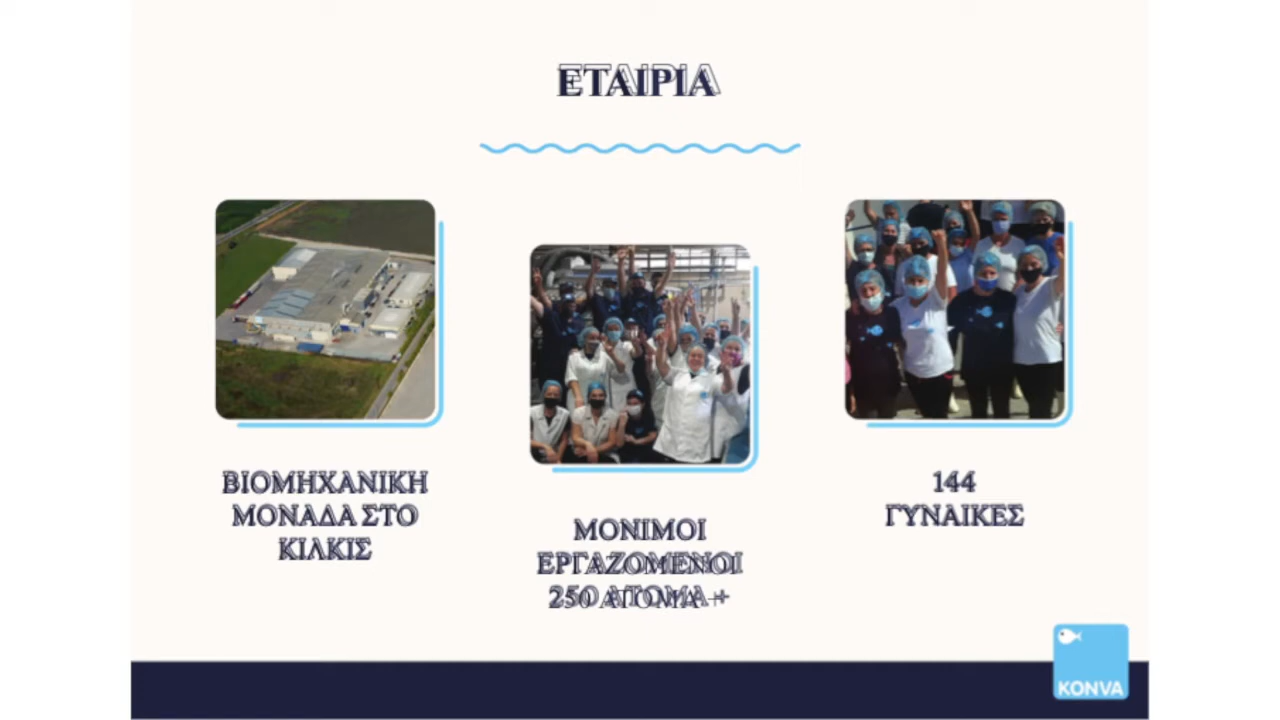 ΕΤΑΙΡΙΑ
ΒΙΟΜΗΧΑΝΙΚΗ
ΜΟΝΑΔΑ ΣΤΟ
ΚΙΛΚΙΣ
ΜΟΝΙΜΟΙ
ΕΡΓΑΖΟΜΕΝΟΙ
250 ΑΤΟΜΑ +
144
ΓΥΝΑΙΚΕΣ
KONVA